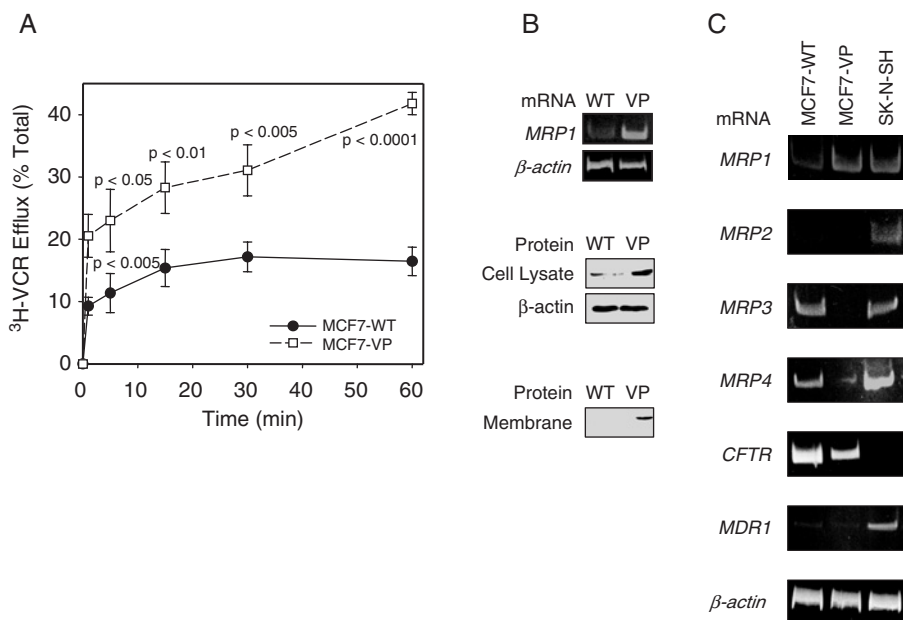 A
³H-VCR Efflux (% Total)
40
30
20
10
0
p < 0.05
p < 0.01
p < 0.005
p < 0.0001
p < 0.005
MCF7-WT
MCF7-VP
0 10 20 30 40 50 60
Time (min)
B
mRNA WT VP
MRP1
β-actin
Protein WT VP
Cell Lysate
β-actin
Protein WT VP
Membrane
C
mRNA MCF7-WT MCF7-VP SK-N-SH
MRP1
MRP2
MRP3
MRP4
CFTR
MDR1
β-actin